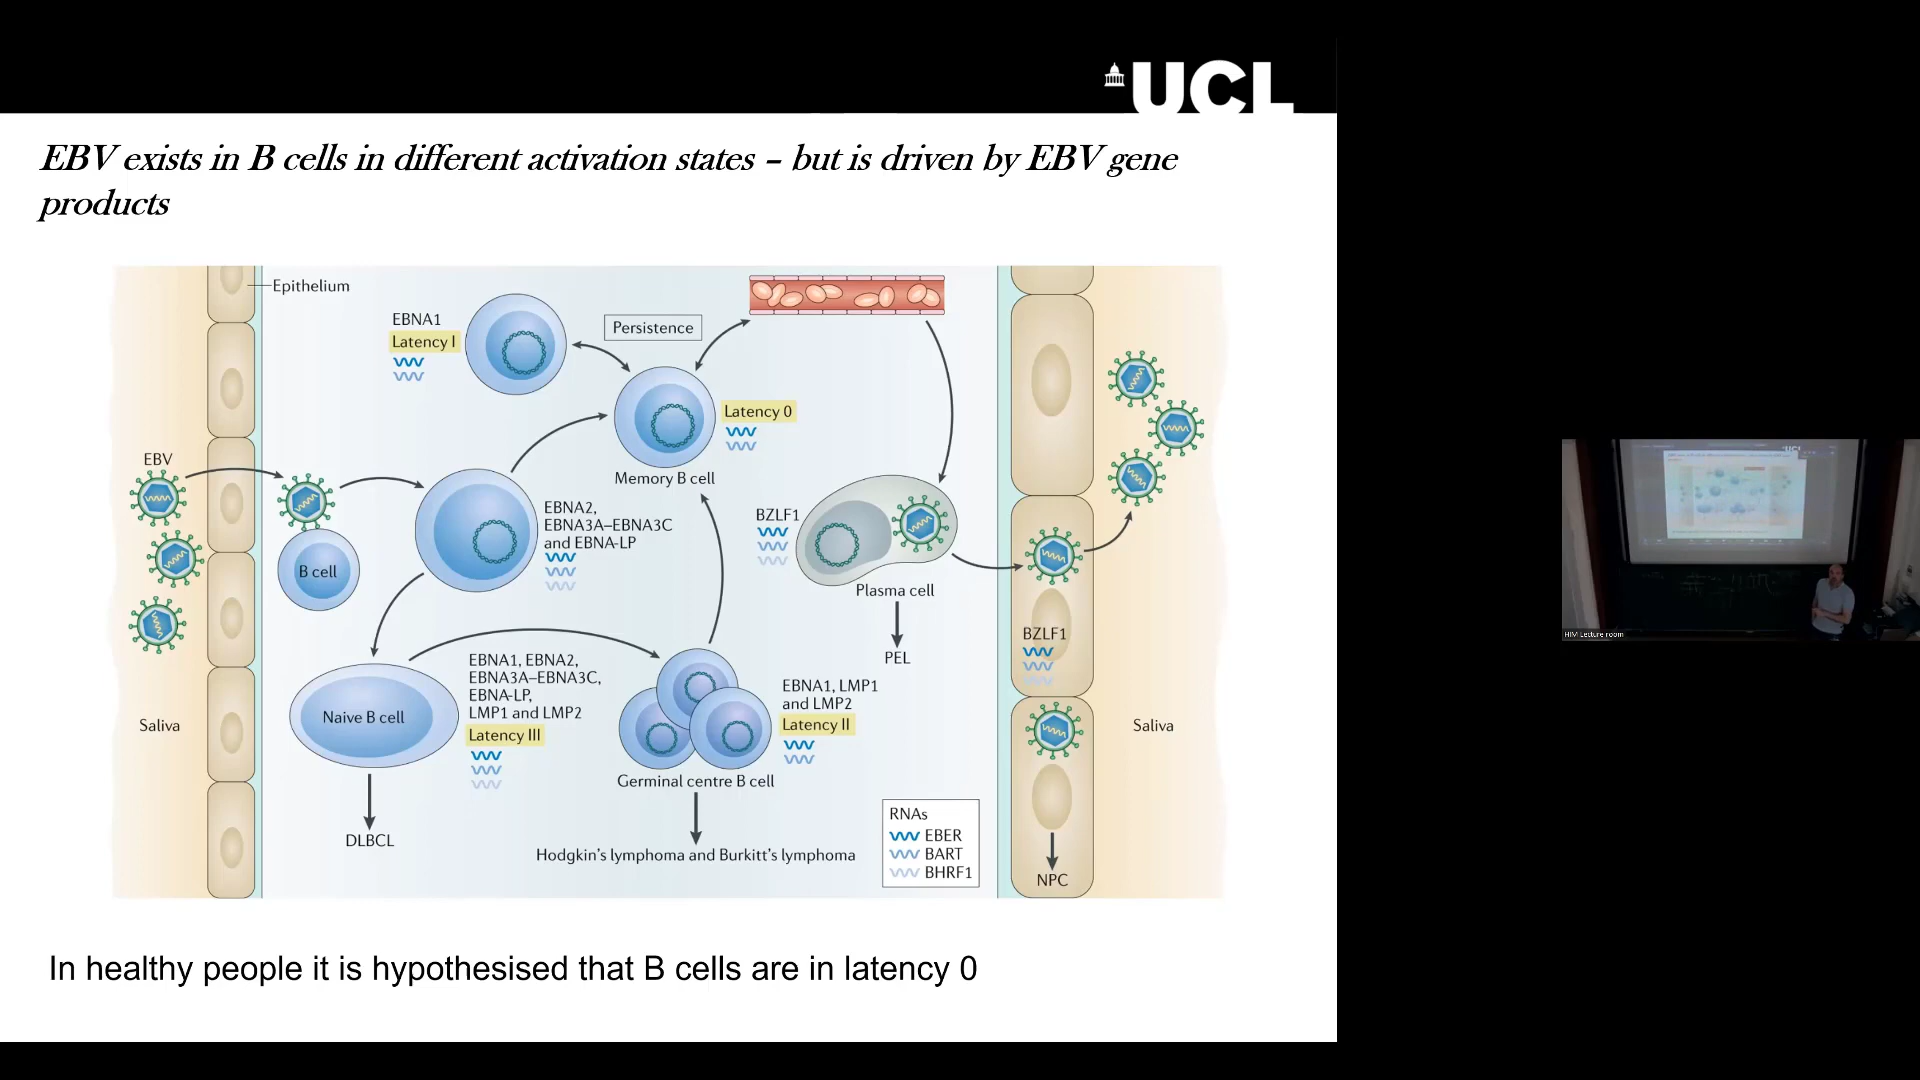 UCL
EBV exists in B cells in different activation states – but is driven by EBV gene
products
Epithelium
EBNA1
Latency I
Persistence
Latency 0
Memory B cell
EBV
B cell
EBNA2,
EBNA3A–EBNA3C
and EBNA-LP
BZLF1
Plasma cell
PEL
BZLF1
Saliva
Naive B cell
EBNA1, EBNA2,
EBNA3A–EBNA3C,
EBNA-LP,
LMP1 and LMP2
Latency III
DLBCL
EBNA1, LMP1
and LMP2
Latency II
Germinal centre B cell
Hodgkin's lymphoma and Burkitt's lymphoma
RNAs
EBER
BART
BHRF1
NPC
Saliva
In healthy people it is hypothesised that B cells are in latency 0
HIM Lecture room